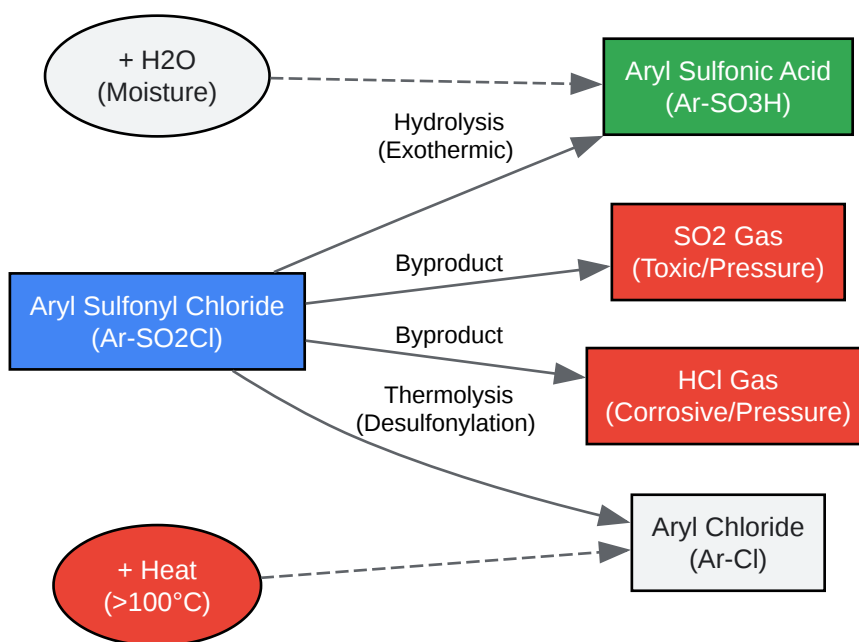 + H2O
(Moisture)
Aryl Sulfonic Acid
(Ar-SO3H)
Hydrolysis
(Exothermic)
SO2 Gas
(Toxic/Pressure)
Byproduct
Aryl Sulfonyl Chloride
(Ar-SO2Cl)
Byproduct
HCl Gas
(Corrosive/Pressure)
Thermolysis
(Desulfonylation)
Aryl Chloride
(Ar-Cl)
+ Heat
(>100°C)